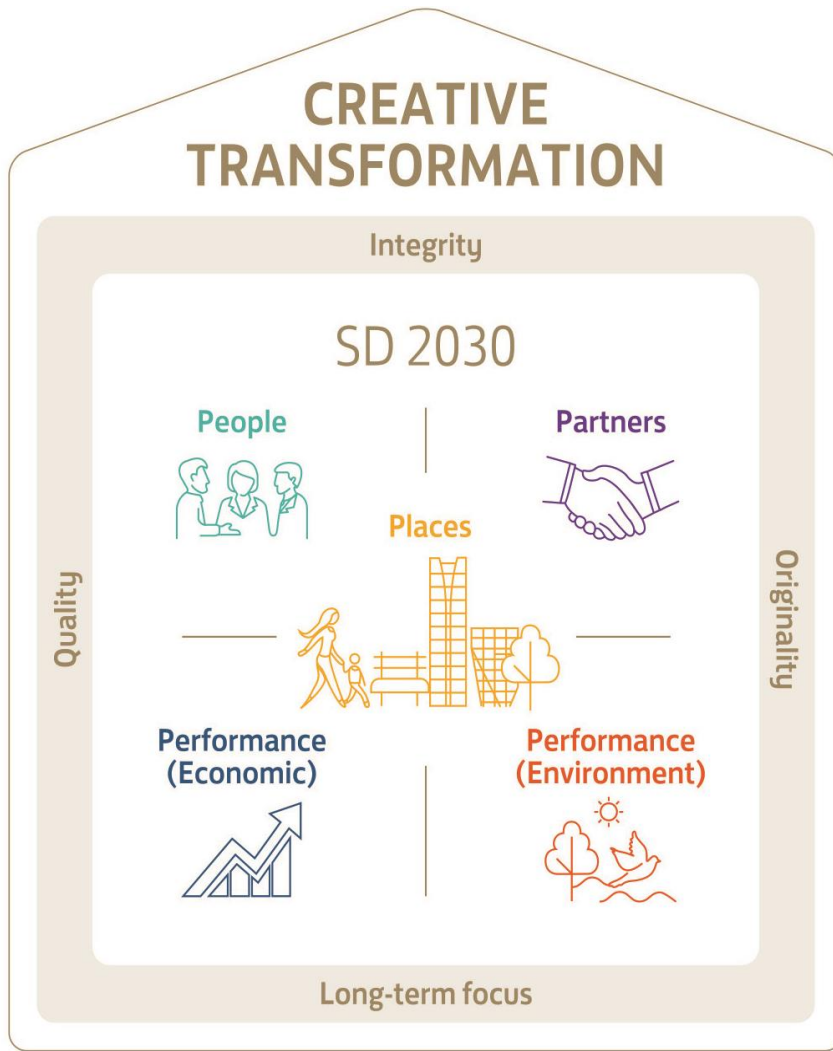 CREATIVE
TRANSFORMATION
Integrity
SD 2030
People
Partners
Places
Quality
Originality
Performance
(Economic)
Performance
(Environment)
Long-term focus